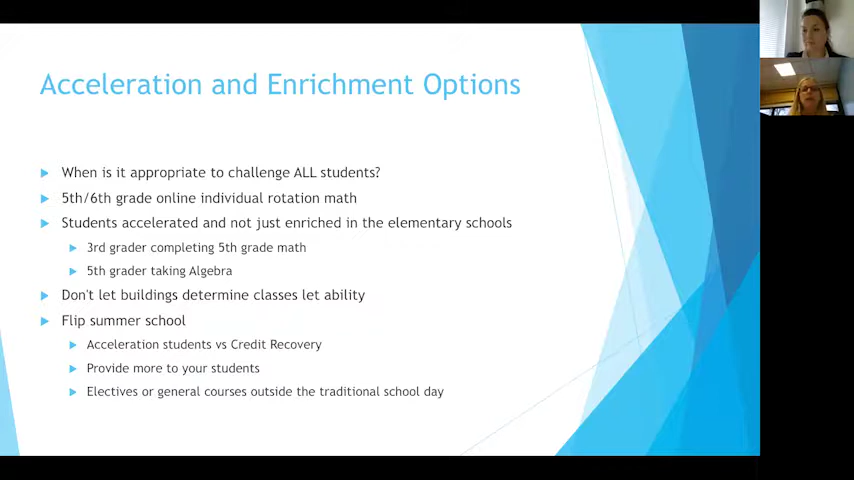 Acceleration and Enrichment Options
When is it appropriate to challenge ALL students?
5th/6th grade online individual rotation math
Students accelerated and not just enriched in the elementary schools
3rd grader completing 5th grade math
5th grader taking Algebra
Don't let buildings determine classes let ability
Flip summer school
Acceleration students vs Credit Recovery
Provide more to your students
Electives or general courses outside the traditional school day